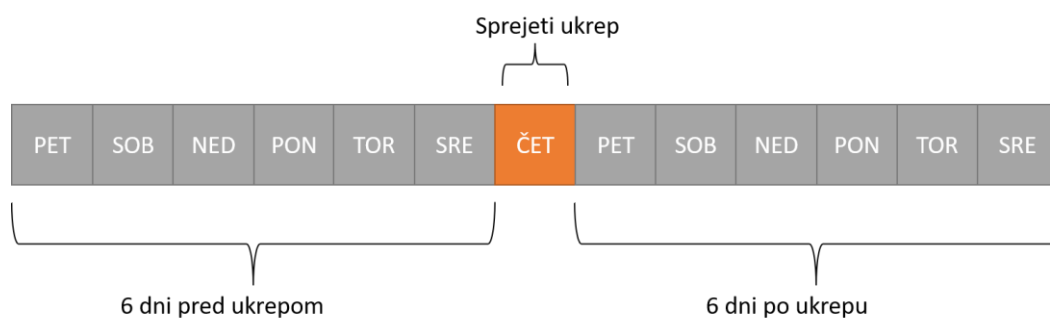 Sprejeti ukrep
PET SOB NED PON TOR SRE ČET PET SOB NED PON TOR SRE
6 dni pred ukrepom 6 dni po ukrepu